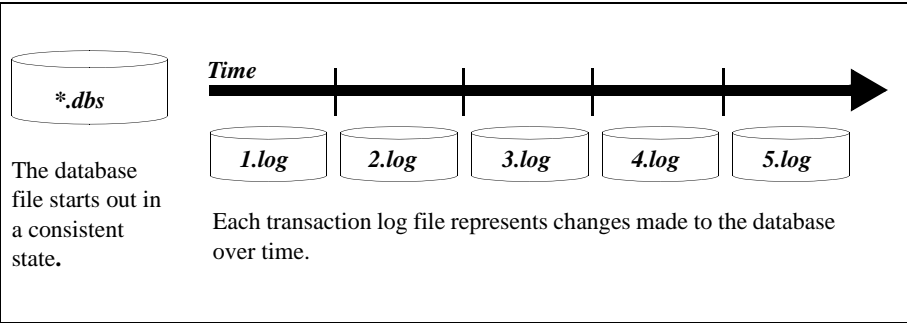 *.dbs
The database
file starts out in
a consistent
state.
Time
1.log 2.log 3.log 4.log 5.log
Each transaction log file represents changes made to the database
over time.